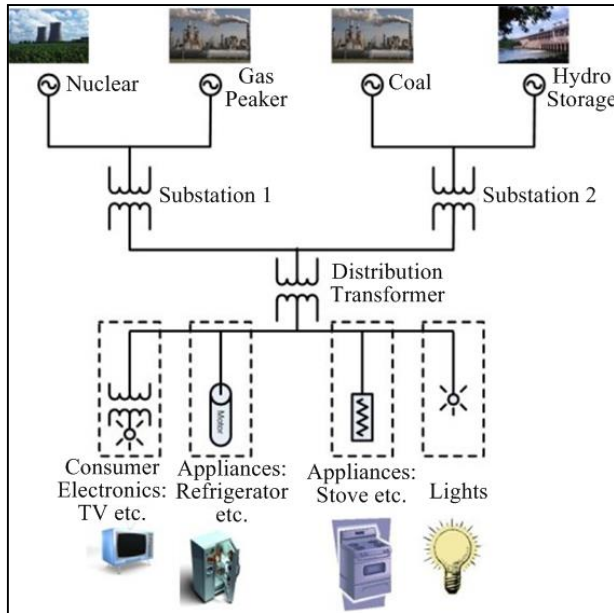 Nuclear
Gas
Peaker
Coal
Hydro
Storage
Substation 1
Substation 2
Distribution
Transformer
Motor
Consumer
Electronics:
TV etc.
Appliances:
Refrigerator
etc.
Appliances:
Stove etc.
Lights